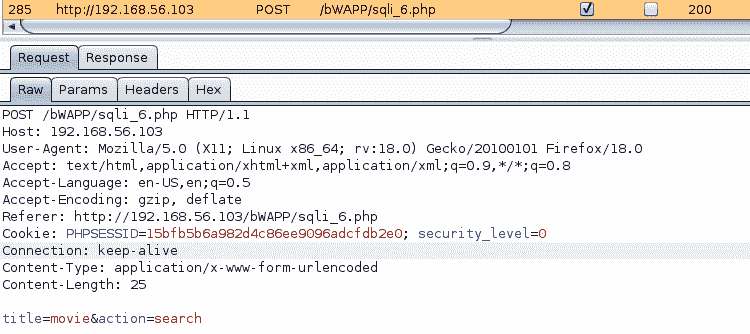 285 http://192.168.56.103 POST /bWAPP/sqli_6.php 200
Request Response
Raw Params Headers Hex
POST /bWAPP/sqli_6.php HTTP/1.1
Host: 192.168.56.103
User-Agent: Mozilla/5.0 (X11; Linux x86_64; rv:18.0) Gecko/20100101 Firefox/18.0
Accept: text/html,application/xhtml+xml,application/xml;q=0.9,*/*;q=0.8
Accept-Language: en-US,en;q=0.5
Accept-Encoding: gzip, deflate
Referer: http://192.168.56.103/bWAPP/sqli_6.php
Cookie: PHPSESSID=15bfb5b6a982d4c86ee9096adcfdb2e0; security_level=0
Connection: keep-alive
Content-Type: application/x-www-form-urlencoded
Content-Length: 25
title=movie&action=search